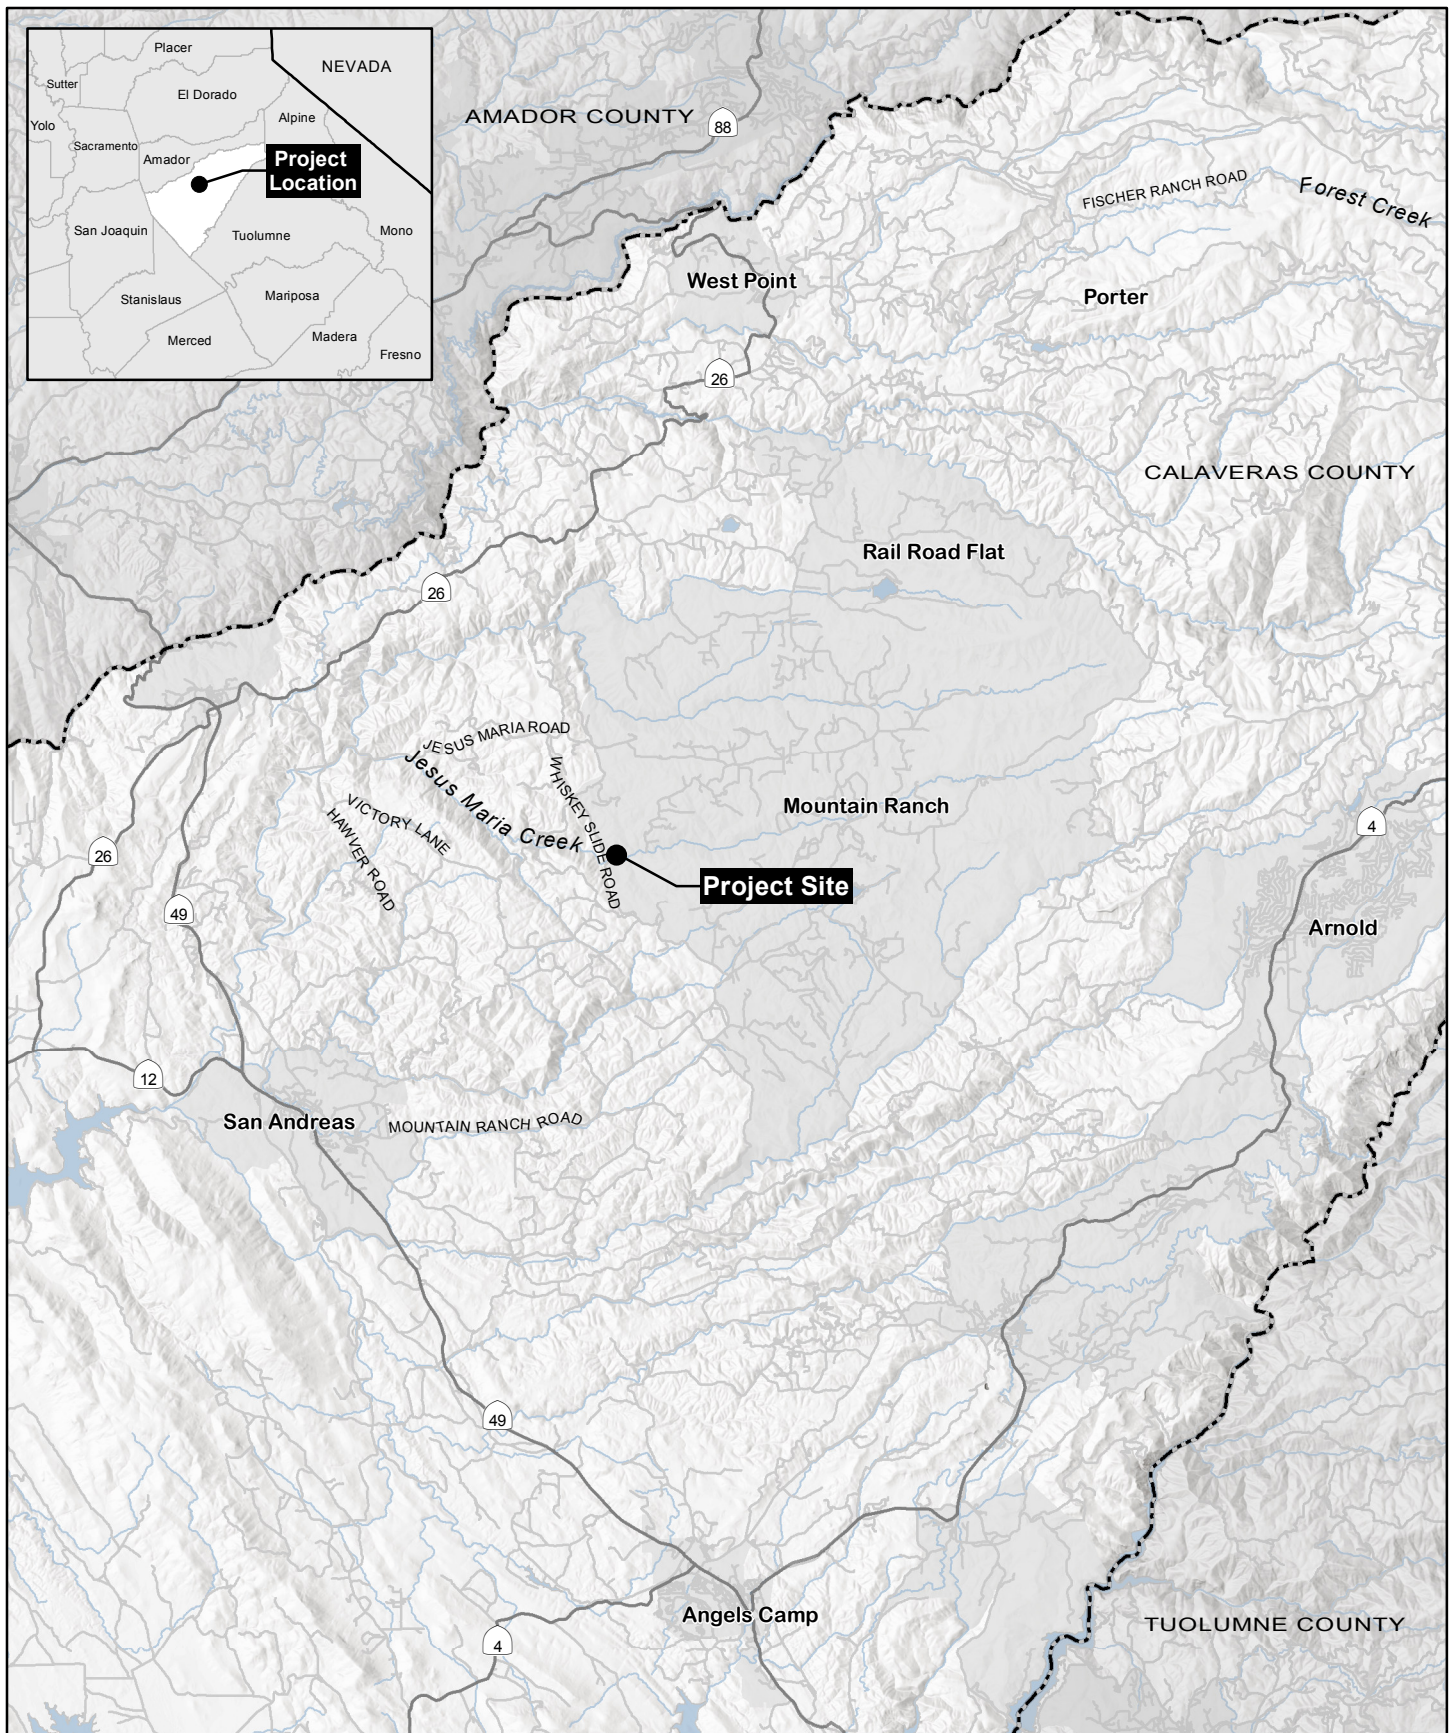 Placer
NEVADA
Sutter
El Dorado
Alpine
Yolo
Sacramento
Amador
Project
Location
San Joaquin
Tuolumne
Mono
Stanislaus
Mariposa
Merced
Madera
Fresno
AMADOR COUNTY
88
FISCHER RANCH ROAD
Forest Creek
West Point
Porter
26
CALAVERAS COUNTY
Rail Road Flat
26
JESUS MARIA ROAD
Jesus Maria Creek
WHISKEY SLIDE ROAD
VICTORY LANE
HAWVER ROAD
Mountain Ranch
4
26
Project Site
49
Arnold
12
San Andreas
MOUNTAIN RANCH ROAD
49
Angels Camp
TUOLUMNE COUNTY
4